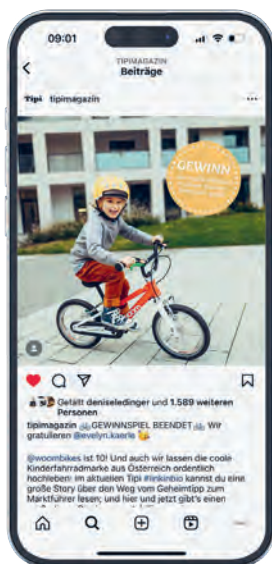 09:01
TIPIMAGAZIN
Beiträge
Tipi tipimagazin
GEWINN
Gefällt deniseledinger und 1.589 weiteren
Personen
tipimagazin 🚲GEWINNSPIEL BEENDET🚲 Wir
gratulieren @evelyn.kaerle
@woombikes ist 10! Und auch wir lassen die coole
Kinderfahrradmarke aus Österreich ordentlich
hochleben: im aktuellen Tipi #linkinbio kannst du eine
große Story über den Weg vom Geheimtipp zum
Marktführer lesen; und hier und jetzt gibt's einen